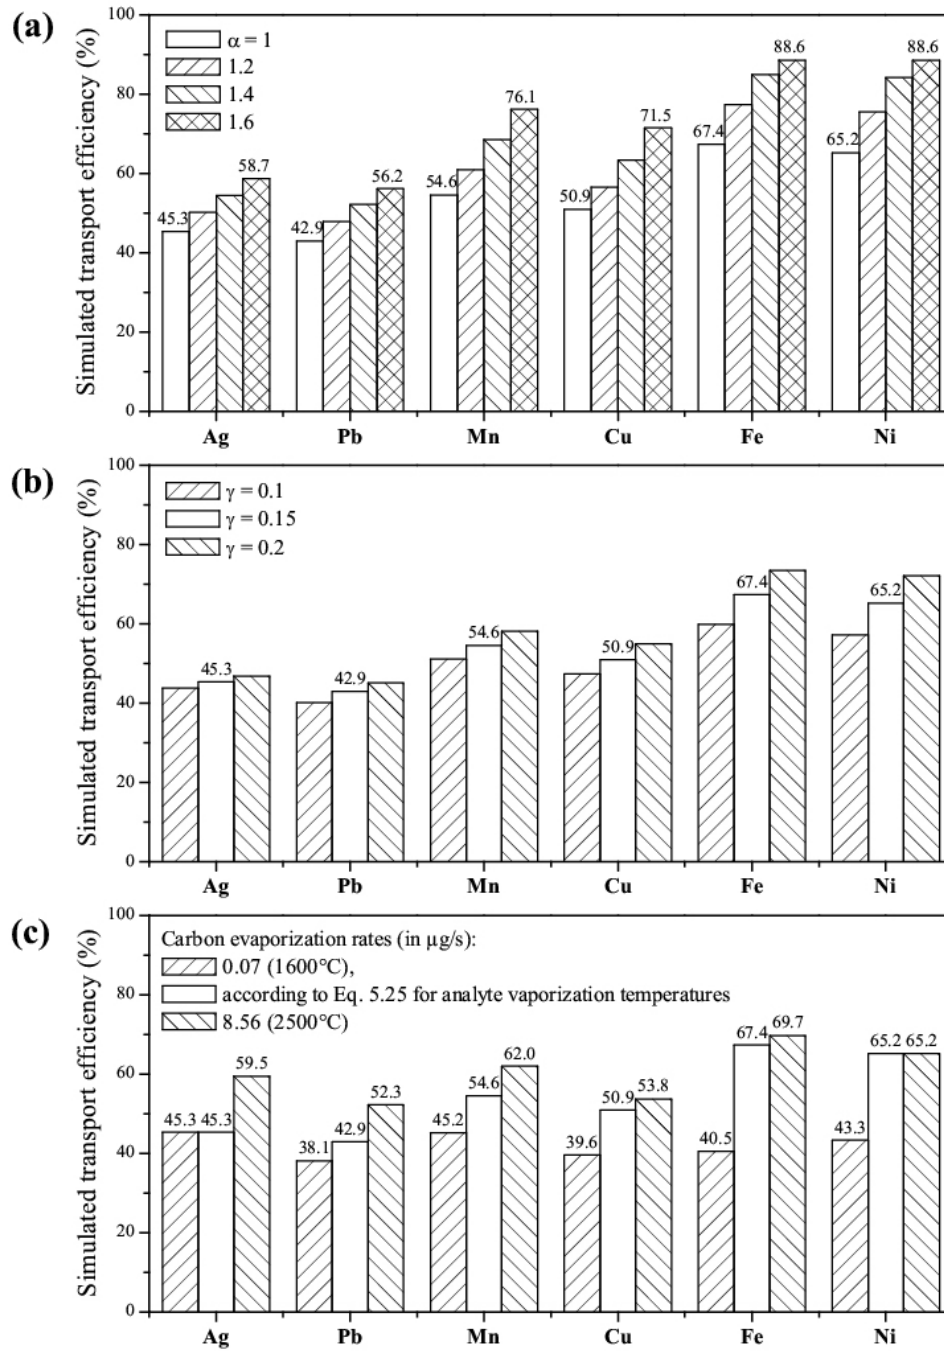 (a)
Simulated transport efficiency (%)
100
80
60
40
20
0
α = 1
1.2
1.4
1.6
45.3
58.7
42.9
56.2
54.6
76.1
50.9
71.5
67.4
88.6
65.2
88.6
Ag Pb Mn Cu Fe Ni
(b)
Simulated transport efficiency (%)
100
80
60
40
20
0
γ = 0.1
γ = 0.15
γ = 0.2
45.3
42.9
54.6
50.9
67.4
65.2
Ag Pb Mn Cu Fe Ni
(c)
Simulated transport efficiency (%)
100
80
60
40
20
0
Carbon evaporization rates (in µg/s):
0.07 (1600°C),
according to Eq. 5.25 for analyte vaporization temperatures
8.56 (2500°C)
45.3 45.3 59.5
38.1 42.9 52.3
45.2 54.6 62.0
39.6 50.9 53.8
40.5 67.4 69.7
43.3 65.2 65.2
Ag Pb Mn Cu Fe Ni